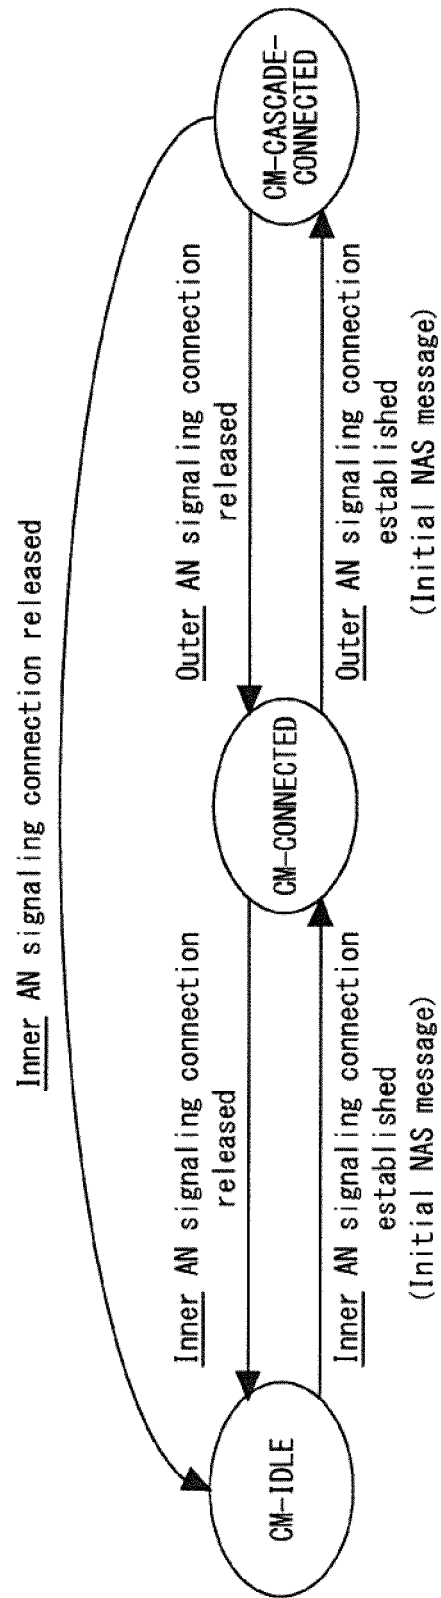 Inner AN signaling connection released
Inner AN signaling connection
released
Outer AN signaling connection
released
CM-IDLE
CM-CONNECTED
CM-CASCADE-
CONNECTED
Inner AN signaling connection
established
(Initial NAS message)
Outer AN signaling connection
established
(Initial NAS message)